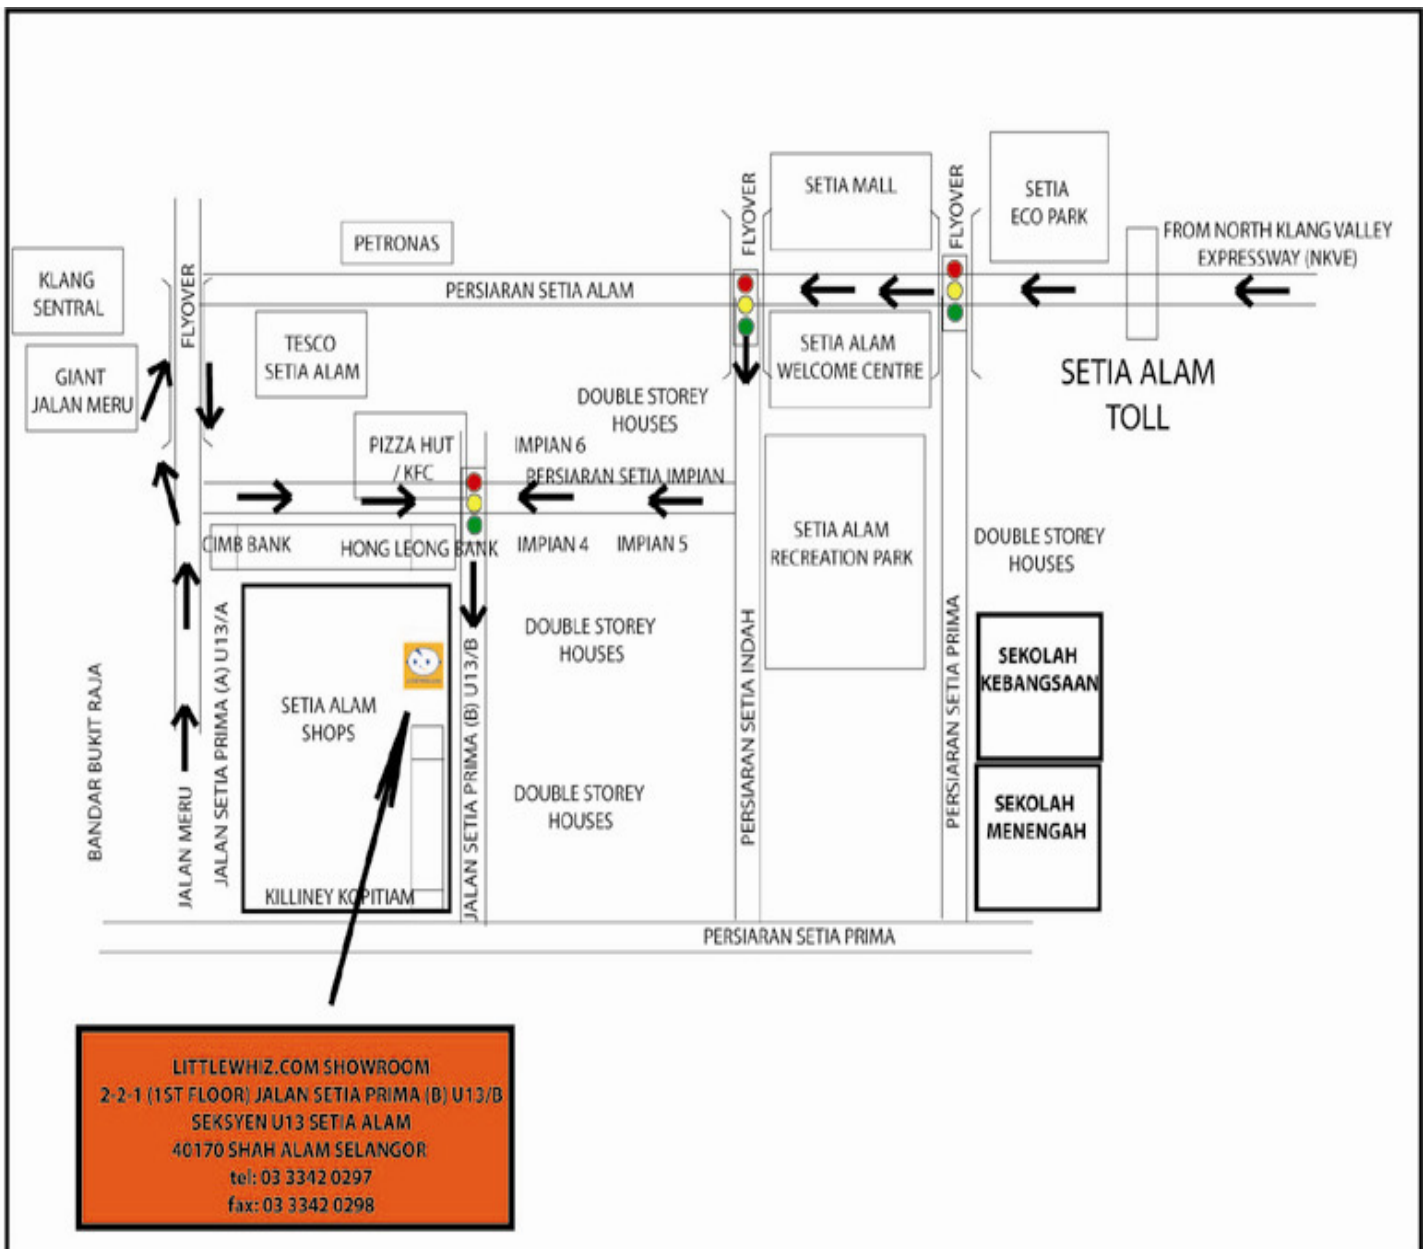 SETIA MALL
FLYOVER
FLYOVER
SETIA
ECO PARK
FROM NORTH KLANG VALLEY
EXPRESSWAY (NKVE)
PETRONAS
KLANG
SENTRAL
FLYOVER
PERSIARAN SETIA ALAM
TESCO
SETIA ALAM
SETIA ALAM
WELCOME CENTRE
SETIA ALAM
TOLL
GIANT
JALAN MERU
DOUBLE STOREY
HOUSES
PIZZA HUT
/ KFC
IMPIAN 6
PERSIARAN SETIA IMPIAN
CIMB BANK
HONG LEONG BANK
IMPIAN 4
IMPIAN 5
SETIA ALAM
RECREATION PARK
DOUBLE STOREY
HOUSES
DOUBLE STOREY
HOUSES
SEKOLAH
KEBANGSAAN
SETIA ALAM
SHOPS
BANDAR BUKIT RAJA
JALAN MERU
JALAN SETIA PRIMA (A) U13/A
JALAN SETIA PRIMA (B) U13/B
PERSIARAN SETIA INDAH
PERSIARAN SETIA PRIMA
DOUBLE STOREY
HOUSES
SEKOLAH
MENENGAH
KILLINEY KOPITIAM
PERSIARAN SETIA PRIMA
LITTLEWHIZ.COM SHOWROOM
2-2-1 (1ST FLOOR) JALAN SETIA PRIMA (B) U13/B
SEKSYEN U13 SETIA ALAM
40170 SHAH ALAM SELANGOR
tel: 03 3342 0297
fax: 03 3342 0298